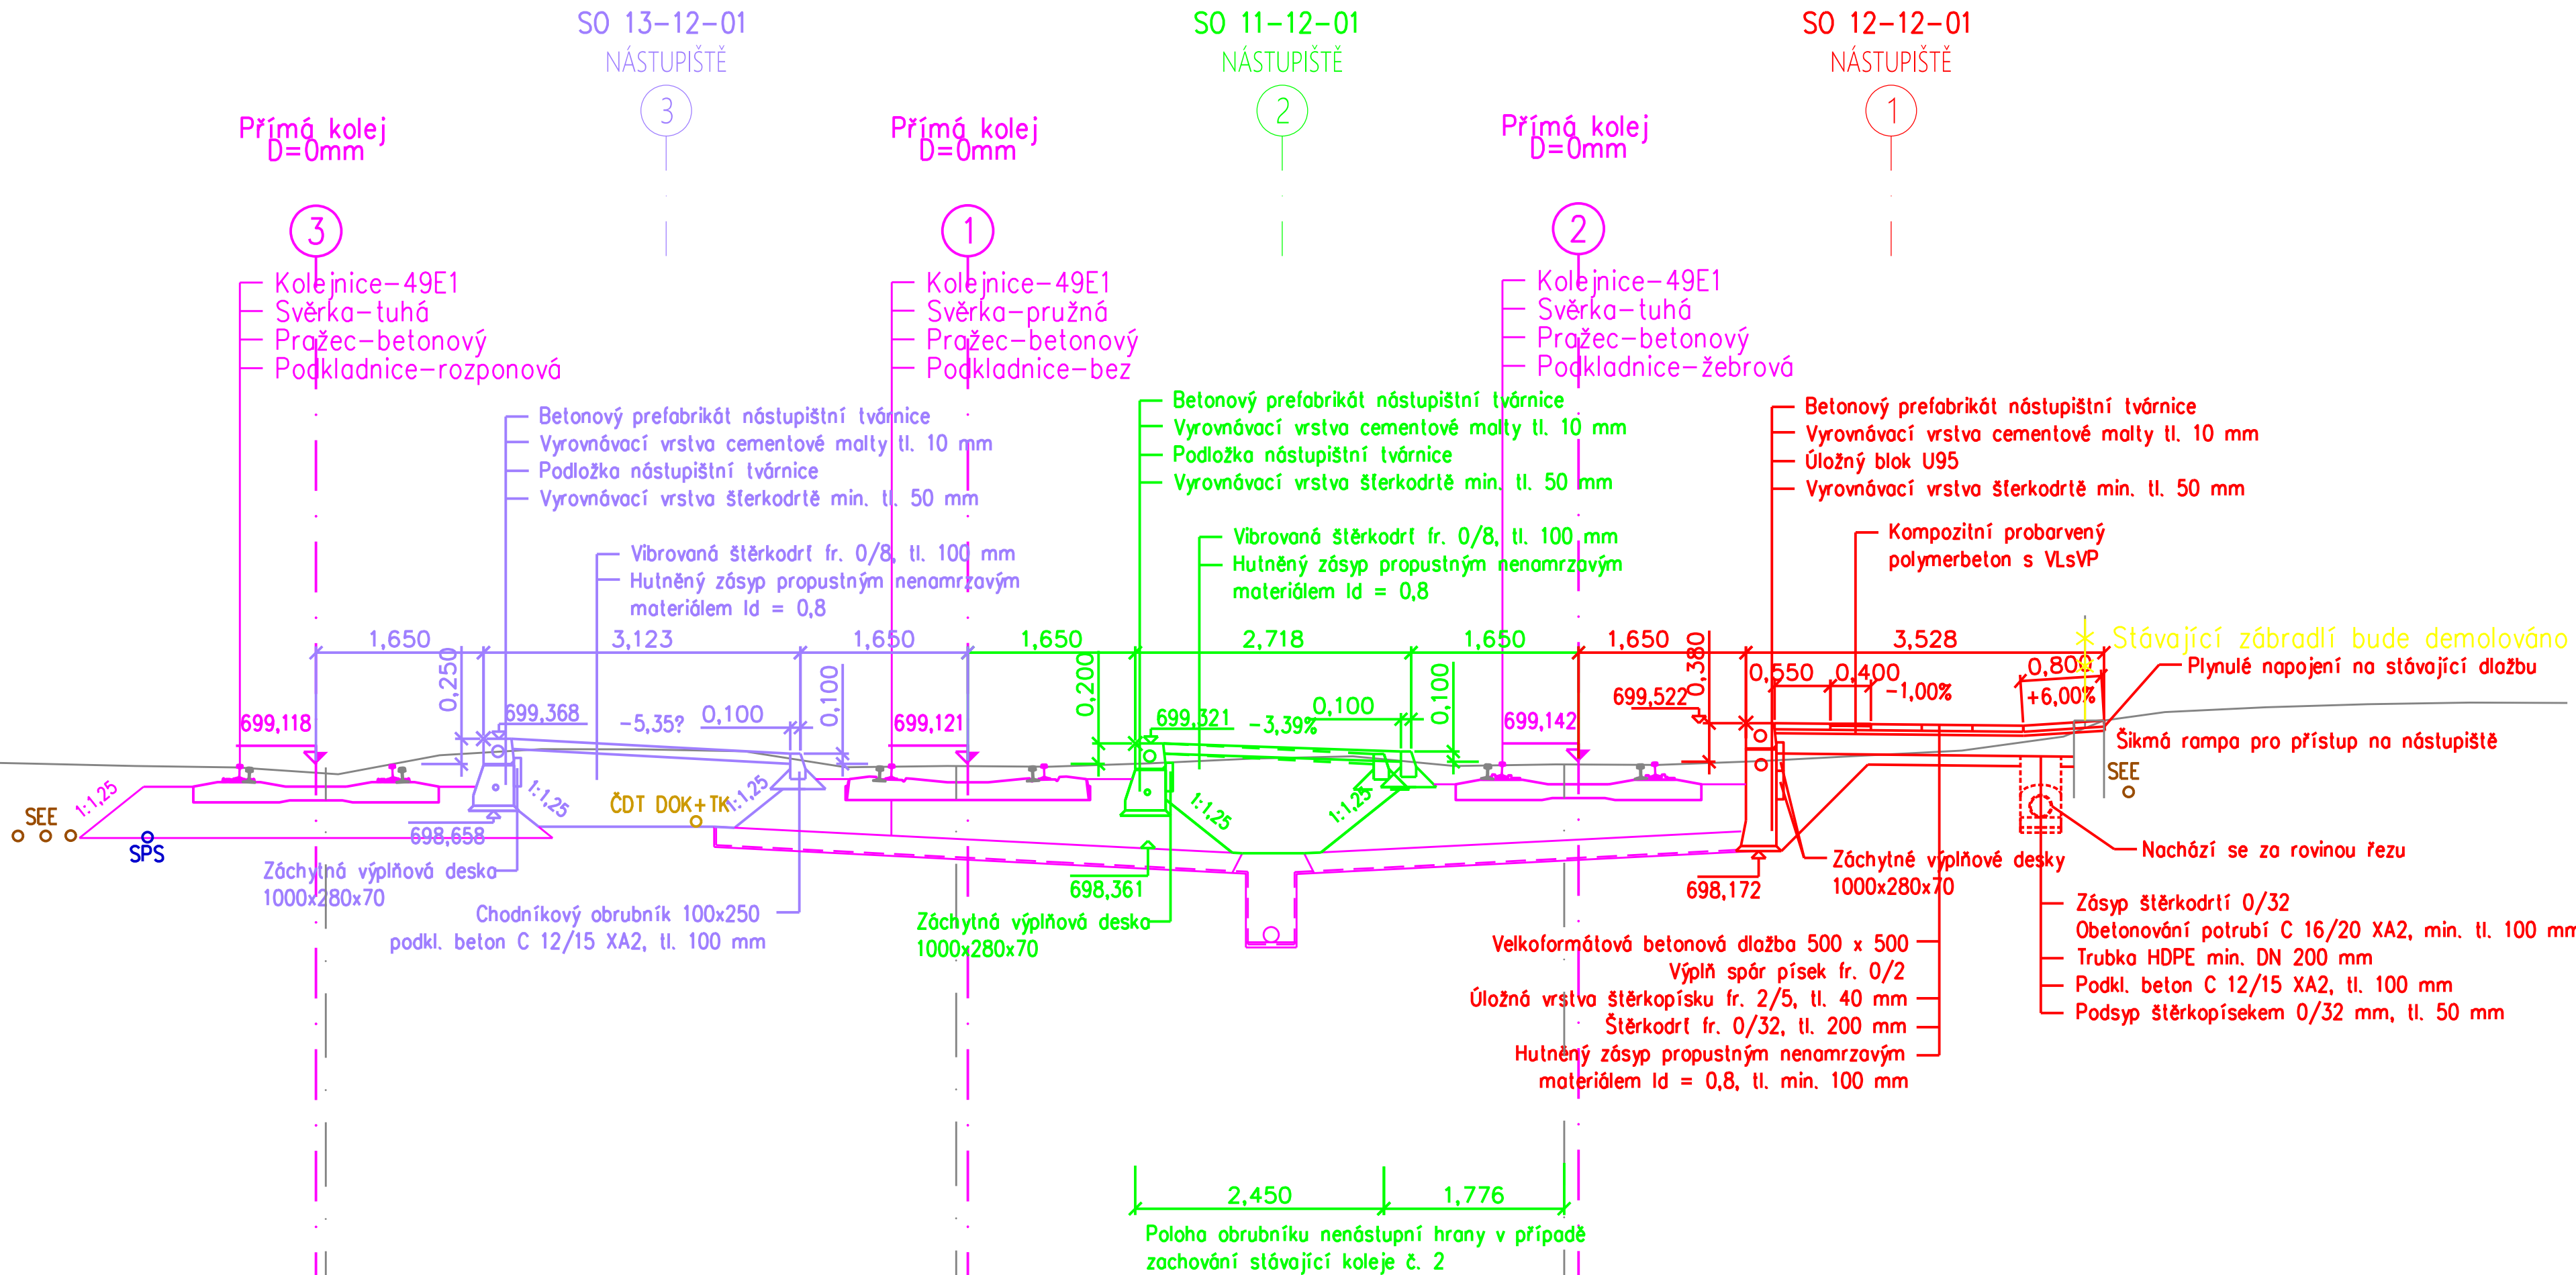 SO 13-12-01
NÁSTUPIŠTĚ
3
SO 11-12-01
NÁSTUPIŠTĚ
2
SO 12-12-01
NÁSTUPIŠTĚ
1
Přímá kolej
D=0mm
3
Kolejnice-49E1
Svěrka-tuhá
Pražec-betonový
Podkladnice-rozponová
Přímá kolej
D=0mm
1
Kolejnice-49E1
Svěrka-pružná
Pražec-betonový
Podkladnice-bez
Přímá kolej
D=0mm
2
Kolejnice-49E1
Svěrka-tuhá
Pražec-betonový
Podkladnice-žebrová
Betonový prefabrikát nástupištní tvárnice
Vyrovnávací vrstva cementové malty tl. 10 mm
Podložka nástupištní tvárnice
Vyrovnávací vrstva šťerkodrtě min. tl. 50 mm
Vibrovaná štěrkodrť fr. 0/8, tl. 100 mm
Hutněný zásyp propustným nenamrzavým
materiálem Id = 0,8
Betonový prefabrikát nástupištní tvárnice
Vyrovnávací vrstva cementové malty tl. 10 mm
Podložka nástupištní tvárnice
Vyrovnávací vrstva šťerkodrtě min. tl. 50 mm
Vibrovaná štěrkodrť fr. 0/8, tl. 100 mm
Hutněný zásyp propustným nenamrzavým
materiálem Id = 0,8
Betonový prefabrikát nástupištní tvárnice
Vyrovnávací vrstva cementové malty tl. 10 mm
Úložný blok U95
Vyrovnávací vrstva šťerkodrtě min. tl. 50 mm
Kompozitní probarvený
polymerbeton s VLsVP
1,650
3,123
1,650
1,650
2,718
1,650
1,650
3,528
Stávající zábradlí bude demolováno
Plynulé napojení na stávající dlažbu
0,250
0,100
0,200
0,100
0,380
0,550
0,400
0,809
699,118
699,368
-5,35?
0,100
699,121
699,321
-3,39%
0,100
699,142
699,522
-1,00%
+6,00%
Šikmá rampa pro přístup na nástupiště
SEE
SEE
1:1,25
SPS
1:1,25
ČDT DOK+TK
1:1,25
1:1,25
1:1,25
698,658
698,361
698,172
Záchytná výplňová deska
1000x280x70
Chodníkový obrubník 100x250
podkl. beton C 12/15 XA2, tl. 100 mm
Záchytná výplňová deska
1000x280x70
Záchytné výplňové desky
1000x280x70
Nachází se za rovinou řezu
Velkoformátová betonová dlažba 500 x 500
Výplň spár písek fr. 0/2
Úložná vrstva štěrkopísku fr. 2/5, tl. 40 mm
Štěrkodrť fr. 0/32, tl. 200 mm
Hutněný zásyp propustným nenamrzavým
materiálem Id = 0,8, tl. min. 100 mm
Zásyp štěrkodrtí 0/32
Obetonování potrubí C 16/20 XA2, min. tl. 100 mm
Trubka HDPE min. DN 200 mm
Podkl. beton C 12/15 XA2, tl. 100 mm
Podsyp štěrkopísekem 0/32 mm, tl. 50 mm
2,450
1,776
Poloha obrubníku nenástupní hrany v případě
zachování stávající koleje č. 2